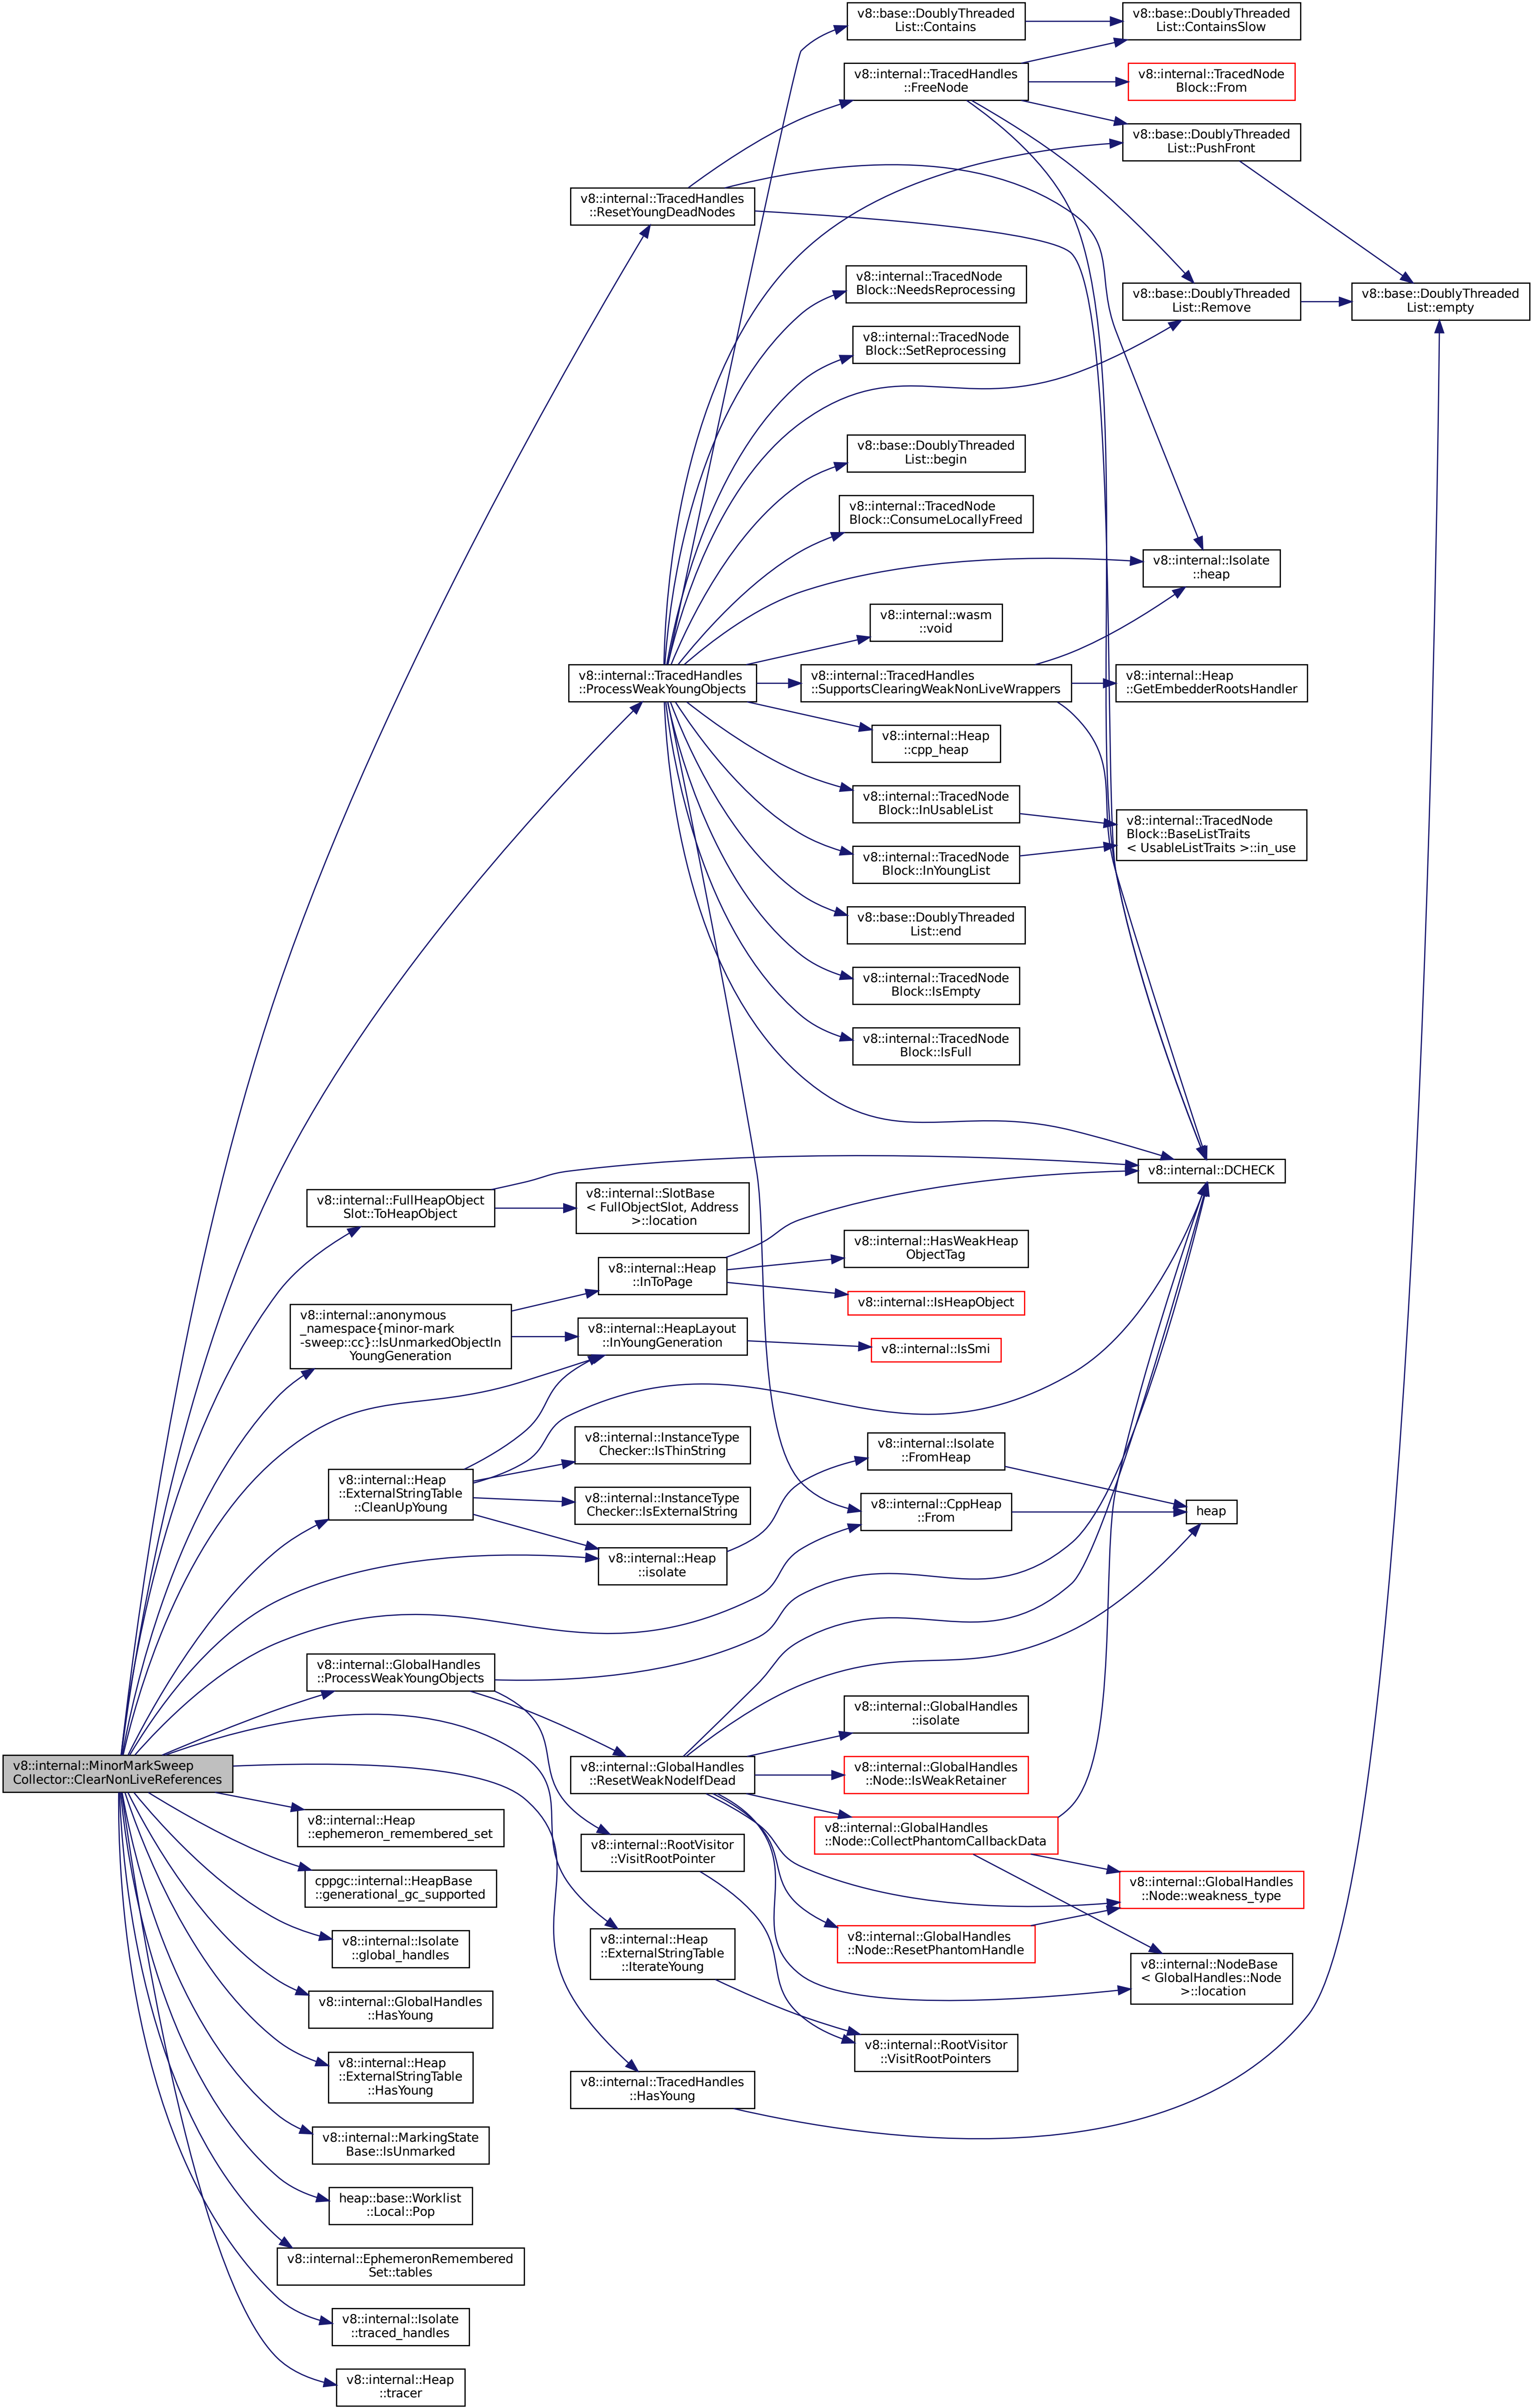 v8::base::DoublyThreaded
List::Contains
v8::base::DoublyThreaded
List::ContainsSlow
v8::internal::TracedHandles
::FreeNode
v8::internal::TracedNode
Block::From
v8::base::DoublyThreaded
List::PushFront
v8::internal::TracedHandles
::ResetYoungDeadNodes
v8::internal::TracedNode
Block::NeedsReprocessing
v8::base::DoublyThreaded
List::Remove
v8::base::DoublyThreaded
List::empty
v8::internal::TracedNode
Block::SetReprocessing
v8::base::DoublyThreaded
List::begin
v8::internal::TracedNode
Block::ConsumeLocallyFreed
v8::internal::Isolate
::heap
v8::internal::wasm
::void
v8::internal::TracedHandles
::ProcessWeakYoungObjects
v8::internal::TracedHandles
::SupportsClearingWeakNonLiveWrappers
v8::internal::Heap
::GetEmbedderRootsHandler
v8::internal::Heap
::cpp_heap
v8::internal::TracedNode
Block::InUsableList
v8::internal::TracedNode
Block::BaseListTraits
< UsableListTraits >::in_use
v8::internal::TracedNode
Block::InYoungList
v8::base::DoublyThreaded
List::end
v8::internal::TracedNode
Block::IsEmpty
v8::internal::TracedNode
Block::IsFull
v8::internal::DCHECK
v8::internal::FullHeapObject
Slot::ToHeapObject
v8::internal::SlotBase
< FullObjectSlot, Address
>::location
v8::internal::HasWeakHeap
ObjectTag
v8::internal::Heap
::InToPage
v8::internal::IsHeapObject
v8::internal::anonymous
_namespace{minor-mark
-sweep::cc}::IsUnmarkedObjectIn
YoungGeneration
v8::internal::HeapLayout
::InYoungGeneration
v8::internal::IsSmi
v8::internal::InstanceType
Checker::IsThinString
v8::internal::Isolate
::FromHeap
v8::internal::Heap
::ExternalStringTable
::CleanUpYoung
v8::internal::InstanceType
Checker::IsExternalString
v8::internal::CppHeap
::From
heap
v8::internal::Heap
::isolate
v8::internal::GlobalHandles
::ProcessWeakYoungObjects
v8::internal::GlobalHandles
::isolate
v8::internal::MinorMarkSweep
Collector::ClearNonLiveReferences
v8::internal::GlobalHandles
::ResetWeakNodeIfDead
v8::internal::GlobalHandles
::Node::IsWeakRetainer
v8::internal::Heap
::ephemeron_remembered_set
v8::internal::GlobalHandles
::Node::CollectPhantomCallbackData
v8::internal::RootVisitor
::VisitRootPointer
cppgc::internal::HeapBase
::generational_gc_supported
v8::internal::GlobalHandles
::Node::weakness_type
v8::internal::Isolate
::global_handles
v8::internal::Heap
::ExternalStringTable
::IterateYoung
v8::internal::GlobalHandles
::Node::ResetPhantomHandle
v8::internal::NodeBase
< GlobalHandles::Node
>::location
v8::internal::GlobalHandles
::HasYoung
v8::internal::RootVisitor
::VisitRootPointers
v8::internal::Heap
::ExternalStringTable
::HasYoung
v8::internal::TracedHandles
::HasYoung
v8::internal::MarkingState
Base::IsUnmarked
heap::base::Worklist
::Local::Pop
v8::internal::EphemeronRemembered
Set::tables
v8::internal::Isolate
::traced_handles
v8::internal::Heap
::tracer